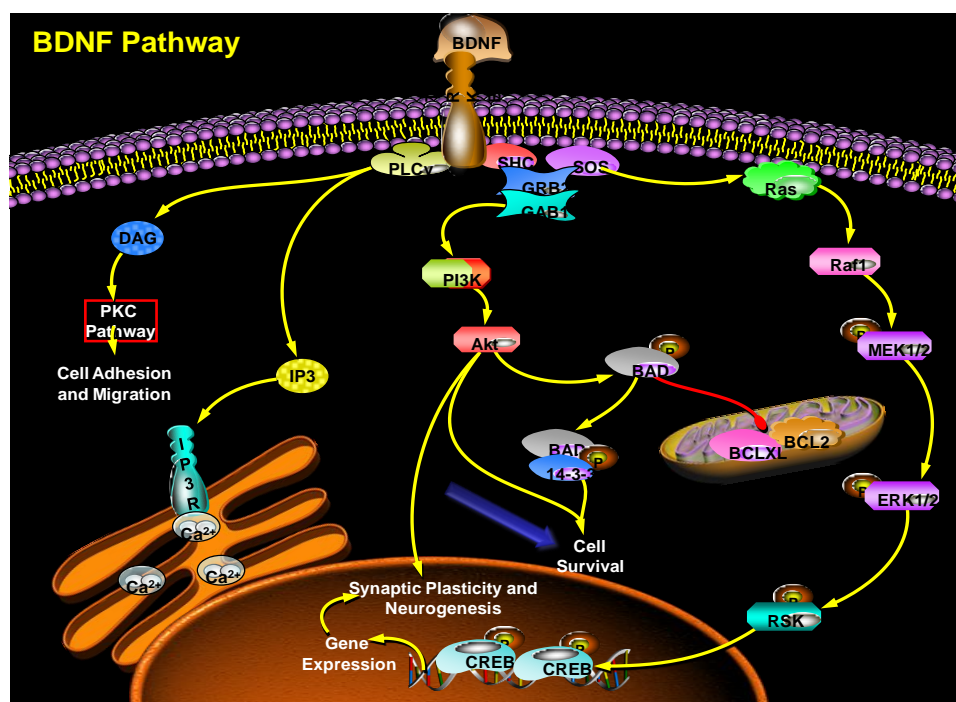 BDNF Pathway
BDNF
R
K
PLCγ
SHC
SOS
GRB2
GAB1
Ras
DAG
PI3K
Raf1
PKC
Pathway
Akt
P
MEK1/2
P
BAD
Cell Adhesion
and Migration
IP3
I
P
3
R
BCL2
BCLXL
BAD
P
14-3-3
P
ERK1/2
Ca2+
Ca2+
Ca2+
Cell
Survival
Synaptic Plasticity and
Neurogenesis
P
RSK
Gene
Expression
P
P
CREB
CREB